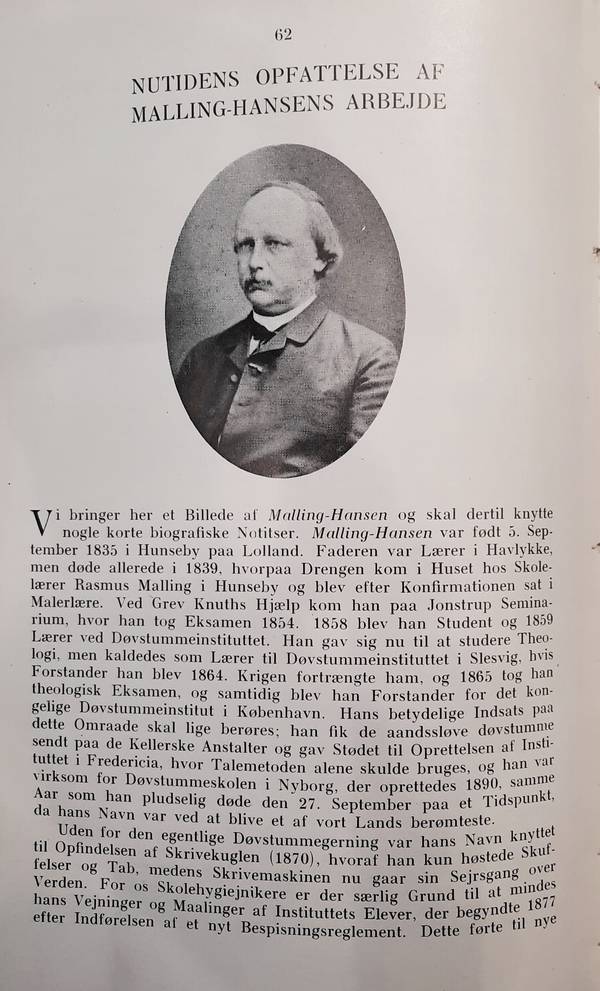 62
NUTIDENS OPFATTELSE AF
MALLING-HANSENS ARBEJDE
Vi bringer her et Billede af Malling-Hansen og skal dertil knytte
nogle korte biografiske Notitser. Malling-Hansen var født 5. Sep-
tember 1835 i Hunseby paa Lolland. Faderen var Lærer i Havlykke,
men døde allerede i 1839, hvorpaa Drengen kom i Huset hos Skole-
lærer Rasmus Malling i Hunseby og blev efter Konfirmationen sat i
Malerlære. Ved Grev Knuths Hjælp kom han paa Jonstrup Semina-
rium, hvor han tog Eksamen 1854. 1858 blev han Student og 1859
Lærer ved Døvstummeinstituttet. Han gav sig nu til at studere Theo-
logi, men kaldedes som Lærer til Døvstummeinstituttet i Slesvig, hvis
Forstander han blev 1864. Krigen fortrængte ham, og 1865 tog han
theologisk Eksamen, og samtidig blev han Forstander for det kon-
gelige Døvstummeinstitut i København. Hans betydelige Indsats paa
dette Omraade skal lige berøres; han fik de aandssløve døvstumme
sendt paa de Kellerske Anstalter og gav Stødet til Oprettelsen af Insti-
tuttet i Fredericia, hvor Talemetoden alene skulde bruges, og han var
virksom for Døvstummeskolen i Nyborg, der oprettedes 1890, samme
Aar som han pludselig døde den 27. September paa et Tidspunkt,
da hans Navn var ved at blive et af vort Lands berømteste.
Uden for den egentlige Døvstummegerning var hans Navn knyttet
til Opfindelsen af Skrivekuglen (1870), hvoraf han kun høstede Skuf-
felser og Tab, medens Skrivemaskinen nu gaar sin Sejrsgang over
Verden. For os Skolehygiejnikere er der særlig Grund til at mindes
hans Vejninger og Maalinger af Instituttets Elever, der begyndte 1877
efter Indførelsen af et nyt Bespisningsreglement. Dette førte til nye